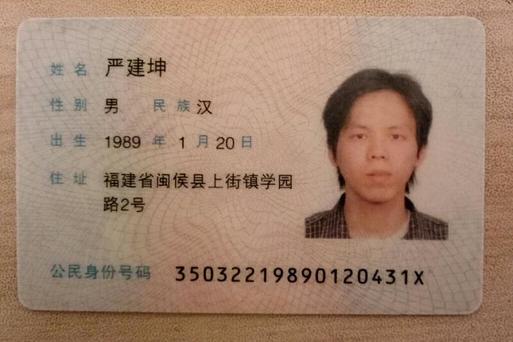 姓名 严建坤
性别 男 民族 汉
出生 1989 年 1 月 20 日
住址 福建省闽侯县上街镇学园
路2号
公民身份号码 35032219890120431X